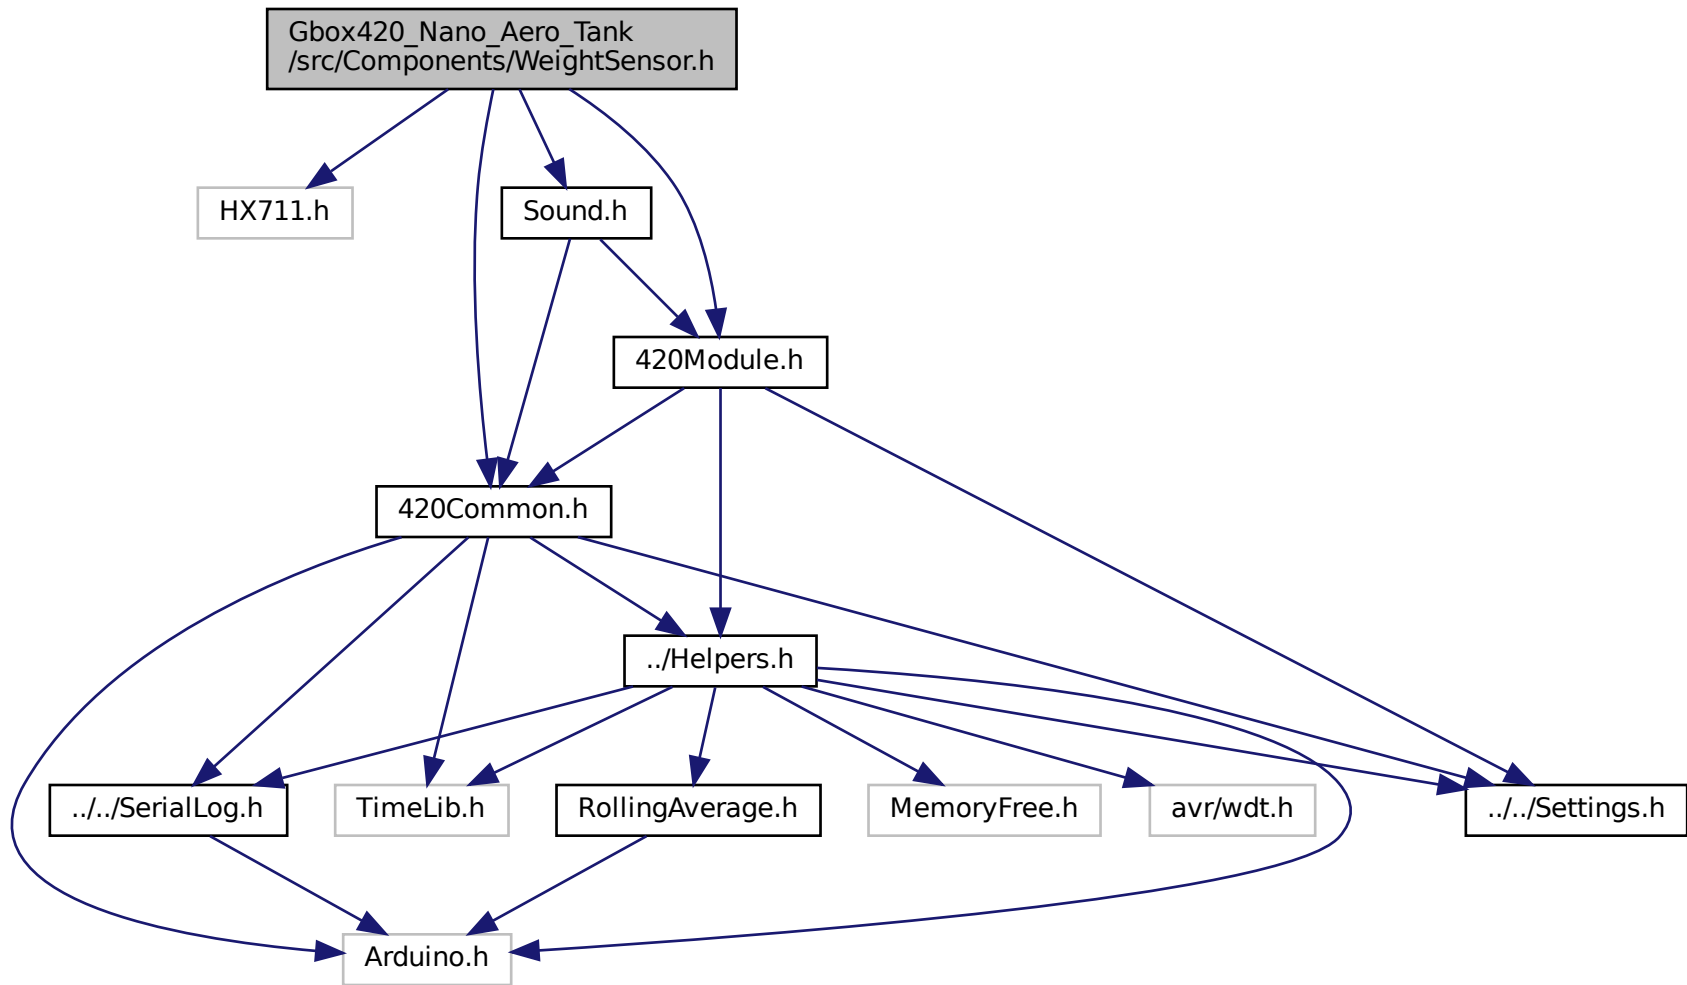 Gbox420_Nano_Aero_Tank
/src/Components/WeightSensor.h
HX711.h
Sound.h
420Module.h
420Common.h
../Helpers.h
../../SerialLog.h
TimeLib.h
RollingAverage.h
MemoryFree.h
avr/wdt.h
../../Settings.h
Arduino.h